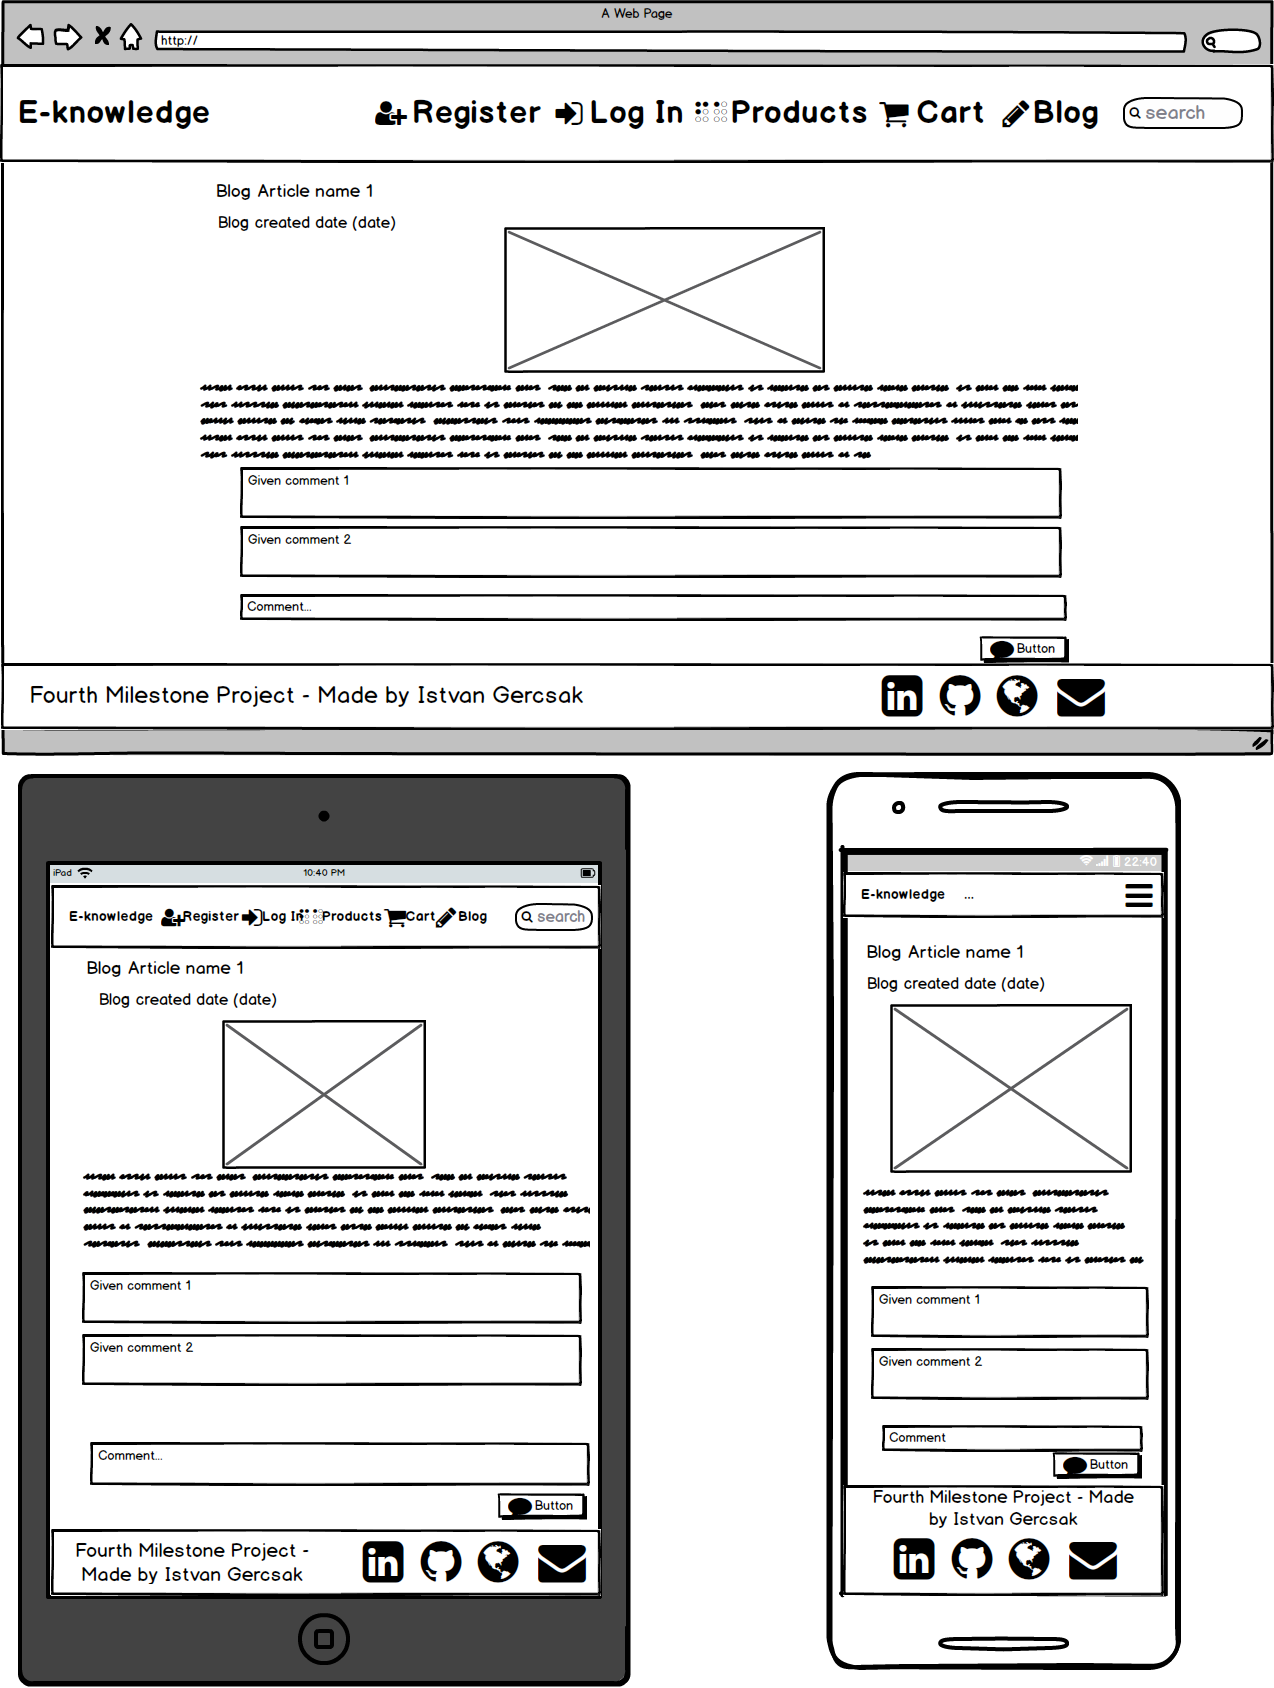 A Web Page
http://
E-knowledge Register Log In Products Cart Blog search
Blog Article name 1
Blog created date (date)
Given comment 1
Given comment 2
Comment...
Button
Fourth Milestone Project - Made by Istvan Gercsak
iPad 10:40 PM
E-knowledge Register Log In Products Cart Blog search
Blog Article name 1
Blog created date (date)
Given comment 1
Given comment 2
Comment...
Button
Fourth Milestone Project -
Made by Istvan Gercsak
22:40
E-knowledge ...
Blog Article name 1
Blog created date (date)
Given comment 1
Given comment 2
Comment
Button
Fourth Milestone Project - Made
by Istvan Gercsak